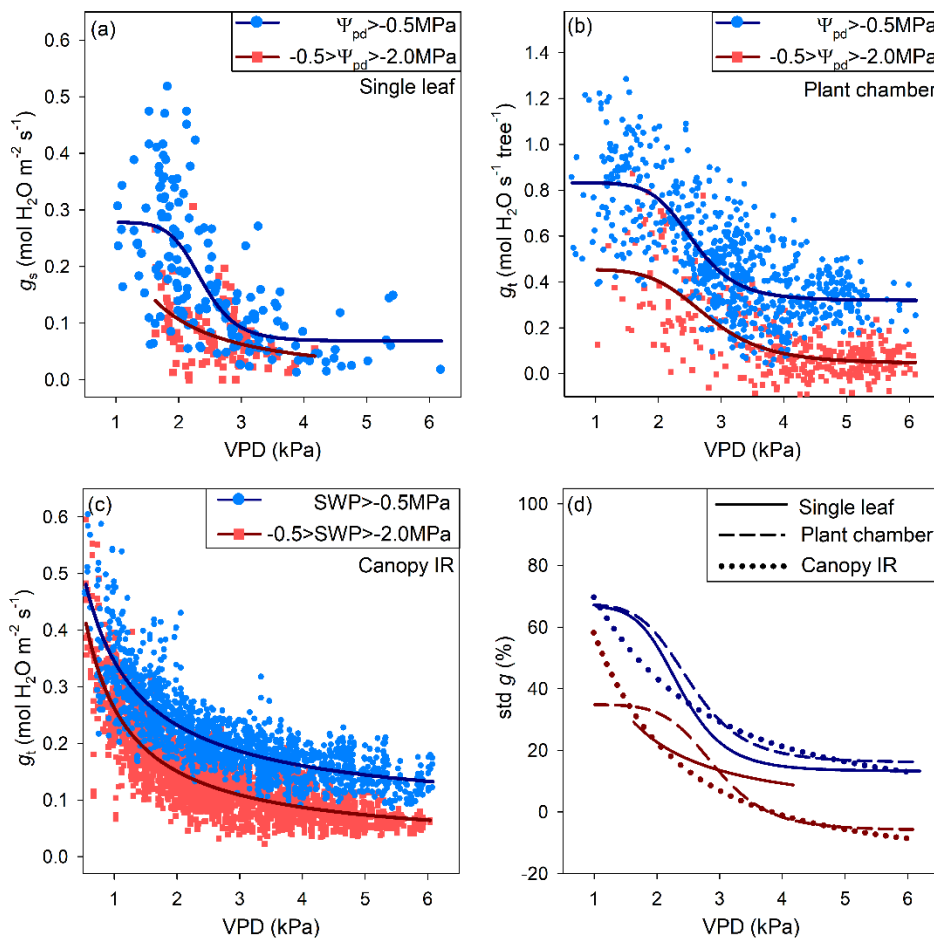 (a)
Ψpd>-0.5MPa
-0.5>Ψpd>-2.0MPa
Single leaf
gs (mol H2O m-2 s-1)
0.6
0.5
0.4
0.3
0.2
0.1
0.0
1 2 3 4 5 6
VPD (kPa)
(b)
Ψpd>-0.5MPa
-0.5>Ψpd>-2.0MPa
Plant chamber
gt (mol H2O s-1 tree-1)
1.4
1.2
1.0
0.8
0.6
0.4
0.2
0.0
1 2 3 4 5 6
VPD (kPa)
(c)
SWP>-0.5MPa
-0.5>SWP>-2.0MPa
Canopy IR
gt (mol H2O m-2 s-1)
0.6
0.5
0.4
0.3
0.2
0.1
0.0
1 2 3 4 5 6
VPD (kPa)
(d)
Single leaf
Plant chamber
Canopy IR
std g (%)
100
80
60
40
20
0
-20
1 2 3 4 5 6
VPD (kPa)